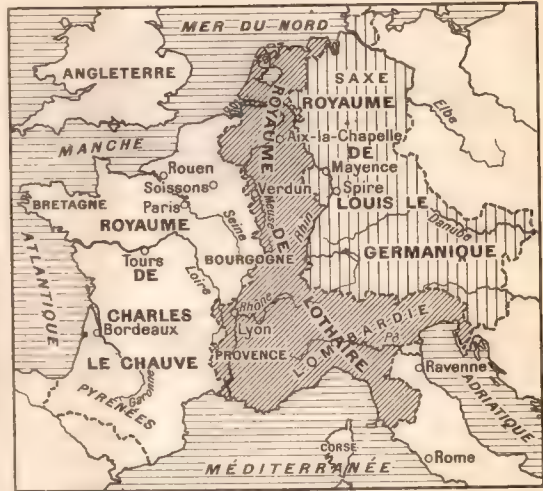 MER DU NORD
ANGLETERRE
SAXE
ROYAUME
Elbe
ROYAUME
Aix-la-Chapelle
MANCHE
DE
Rouen
Mayence
Soissons
Verdun
Spire
BRETAGNE
Paris
Meuse
LOUIS LE
ROYAUME
Seine
DE
Rhin
Danube
BOURGOGNE
GERMANIQUE
Tours
DE
Loire
ATLANTIQUE
CHARLES
Rhône
LOTHAIRE
Bordeaux
Lyon
LOMBARDIE
LE CHAUVE
PROVENCE
Pô
Garonne
Ravenne
PYRÉNÉES
ADRIATIQUE
CORSE
Rome
MÉDITERRANÉE